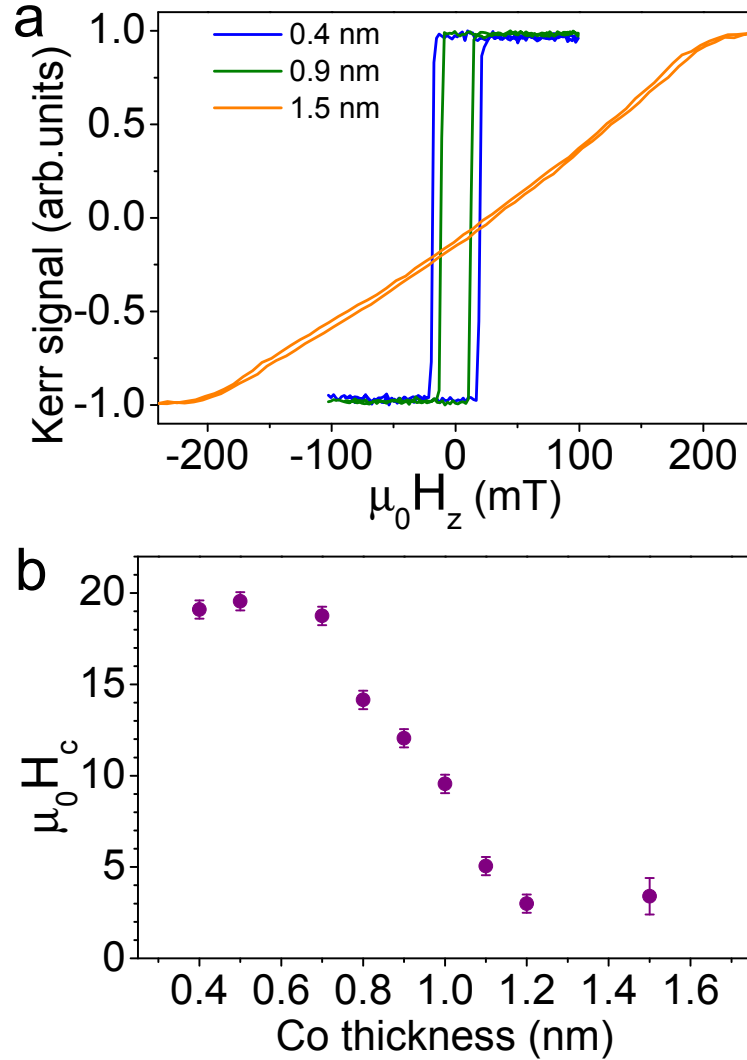 a
Kerr signal (arb.units)
1.0
0.5
0.0
-0.5
-1.0
0.4 nm
0.9 nm
1.5 nm
-200 -100 0 100 200
μ₀H_z (mT)
b
μ₀H_c
20
15
10
5
0
0.4 0.6 0.8 1.0 1.2 1.4 1.6
Co thickness (nm)